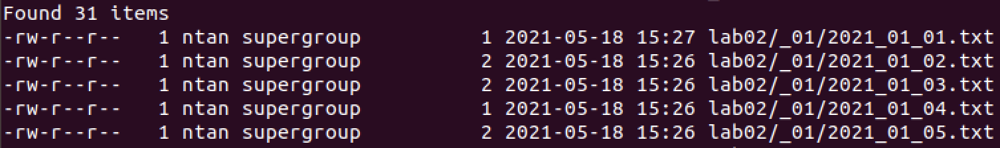 Found 31 items
-rw-r--r--   1 ntan supergroup          1 2021-05-18 15:27 lab02/_01/2021_01_01.txt
-rw-r--r--   1 ntan supergroup          2 2021-05-18 15:26 lab02/_01/2021_01_02.txt
-rw-r--r--   1 ntan supergroup          2 2021-05-18 15:26 lab02/_01/2021_01_03.txt
-rw-r--r--   1 ntan supergroup          1 2021-05-18 15:26 lab02/_01/2021_01_04.txt
-rw-r--r--   1 ntan supergroup          2 2021-05-18 15:26 lab02/_01/2021_01_05.txt